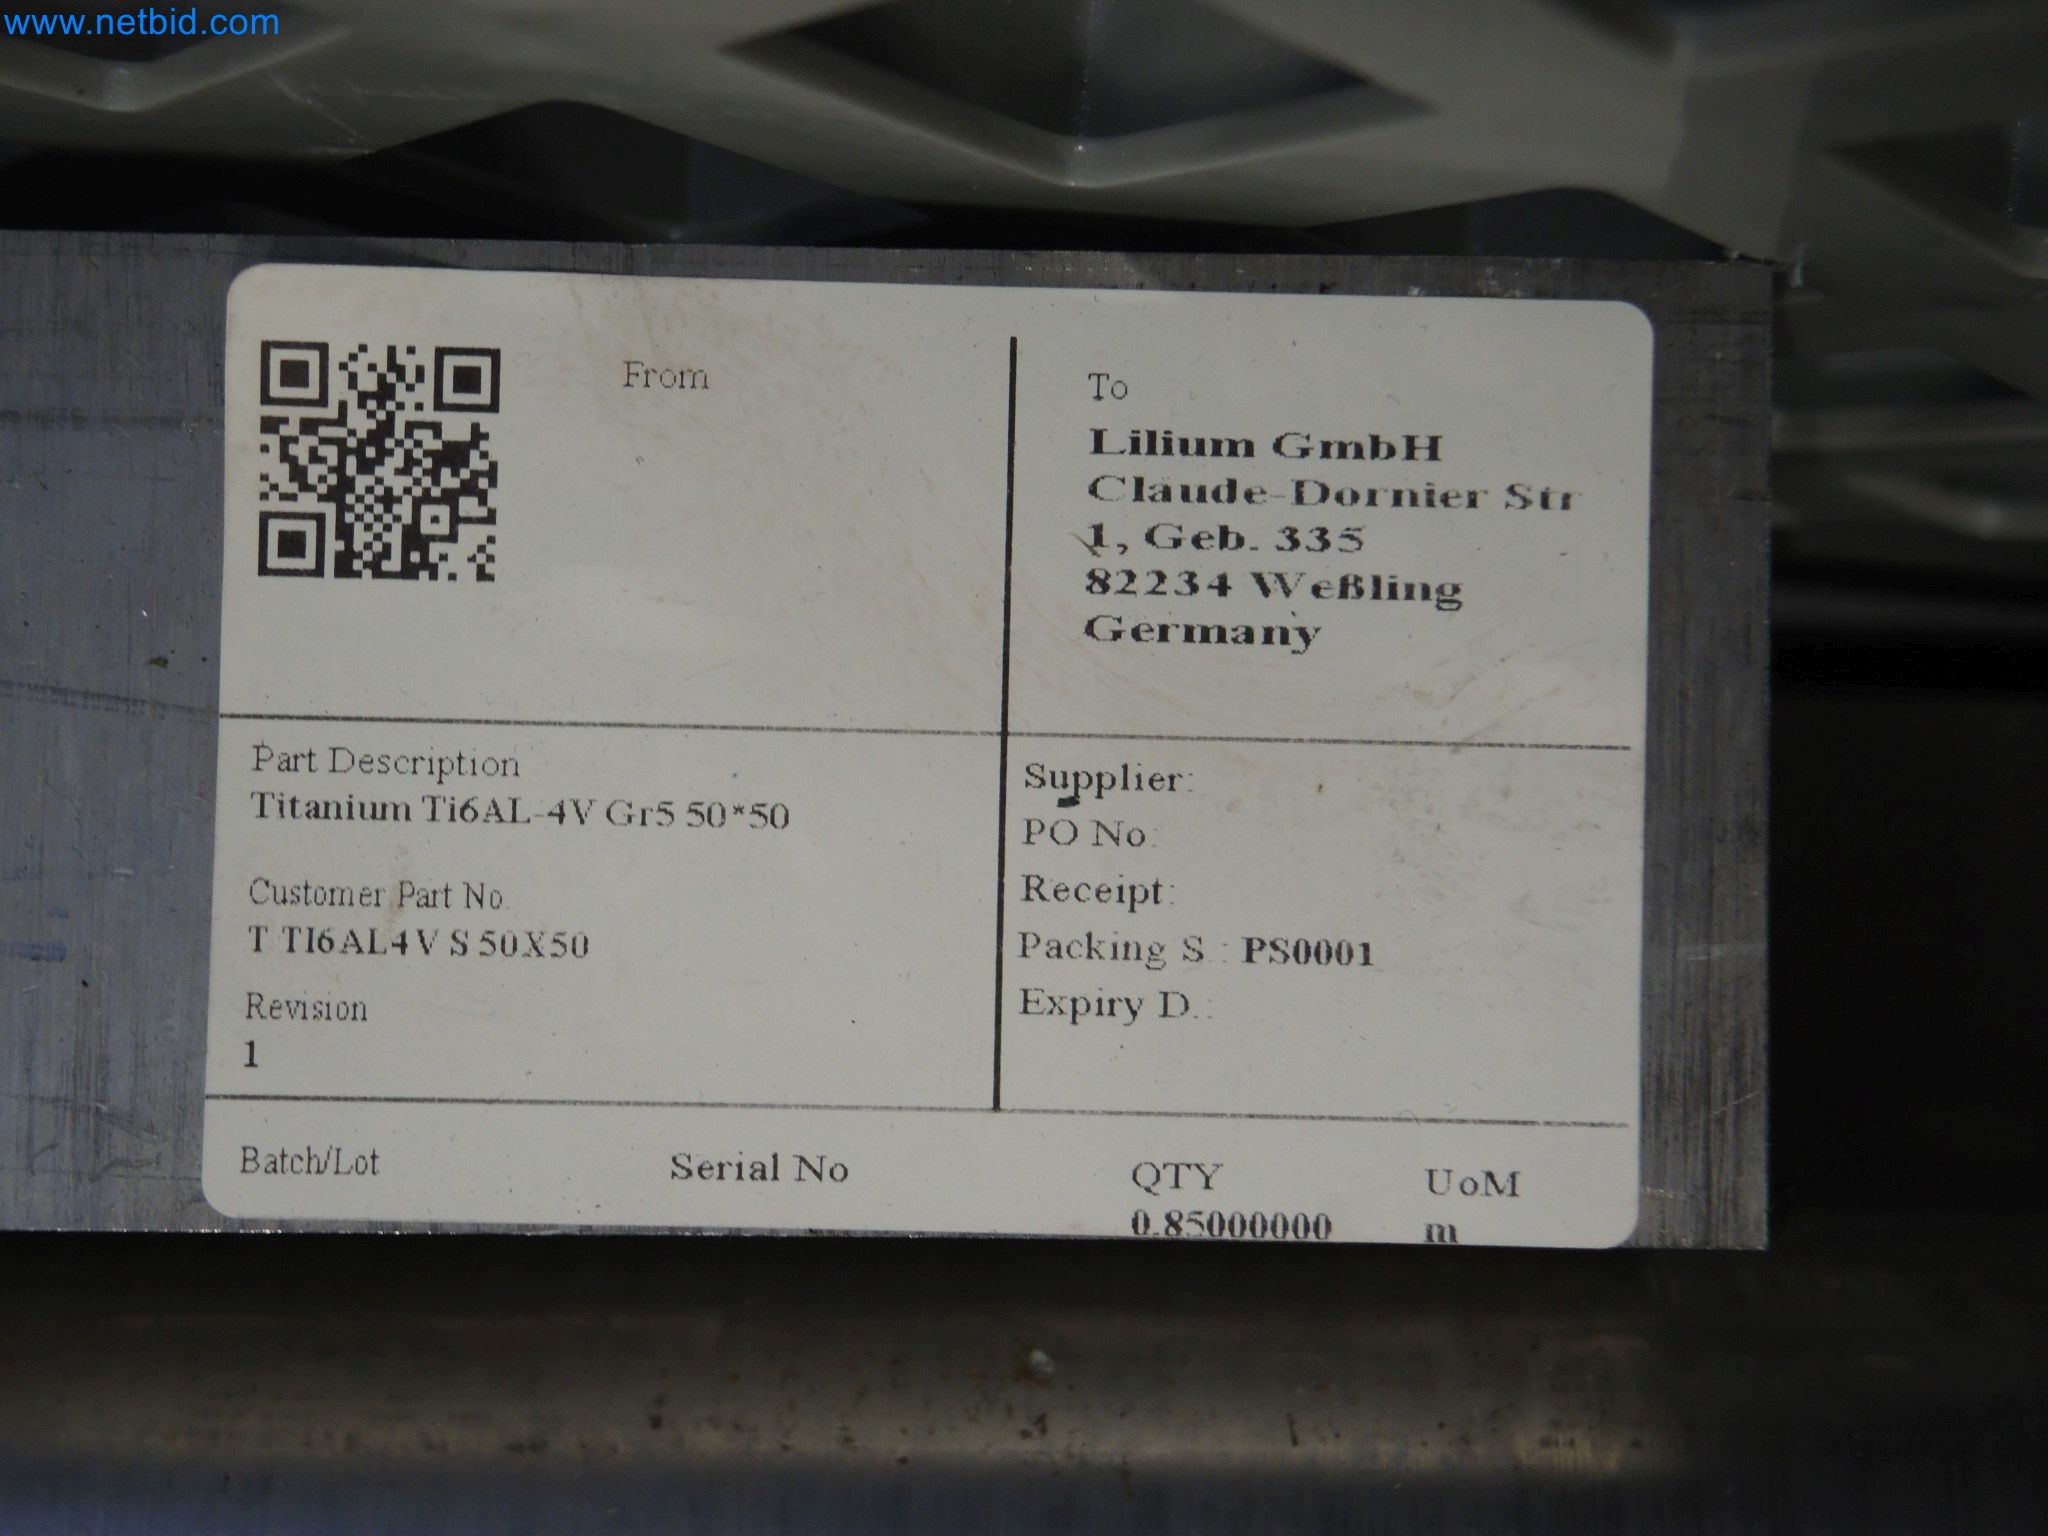 www.netbid.com
From
To
Lilium GmbH
Claude-Dornier Str
1, Geb. 335
82234 Weßling
Germany
Part Description
Titanium Ti6AL-4V Gr5 50*50
Customer Part No.
T TI6AL4V S 50X50
Revision
1
Supplier:
PO No:
Receipt:
Packing S.: PS0001
Expiry D.:
Batch/Lot
Serial No
QTY
0.85000000
UoM
m